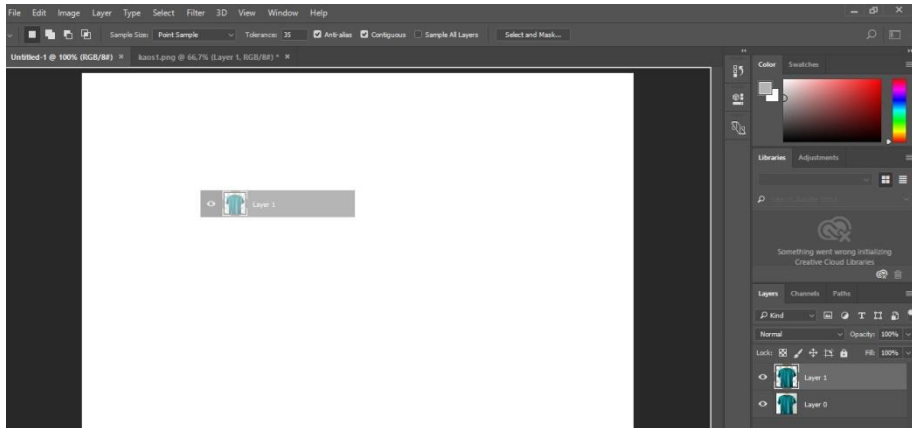 File Edit Image Layer Type Select Filter 3D View Window Help
Sample Size: Point Sample Tolerance: 35 Anti-alias Contiguous Sample All Layers Select and Mask...
Untitled-1 @ 100% (RGB/8#) × kaos1.png @ 66,7% (Layer 1, RGB/8#) * ×
Color Swatches
Layer 1
Libraries Adjustments
Something went wrong initializing
Creative Cloud Libraries
Layers Channels Paths
Kind
Normal Opacity: 100%
Lock: Fill: 100%
Layer 1
Layer 0